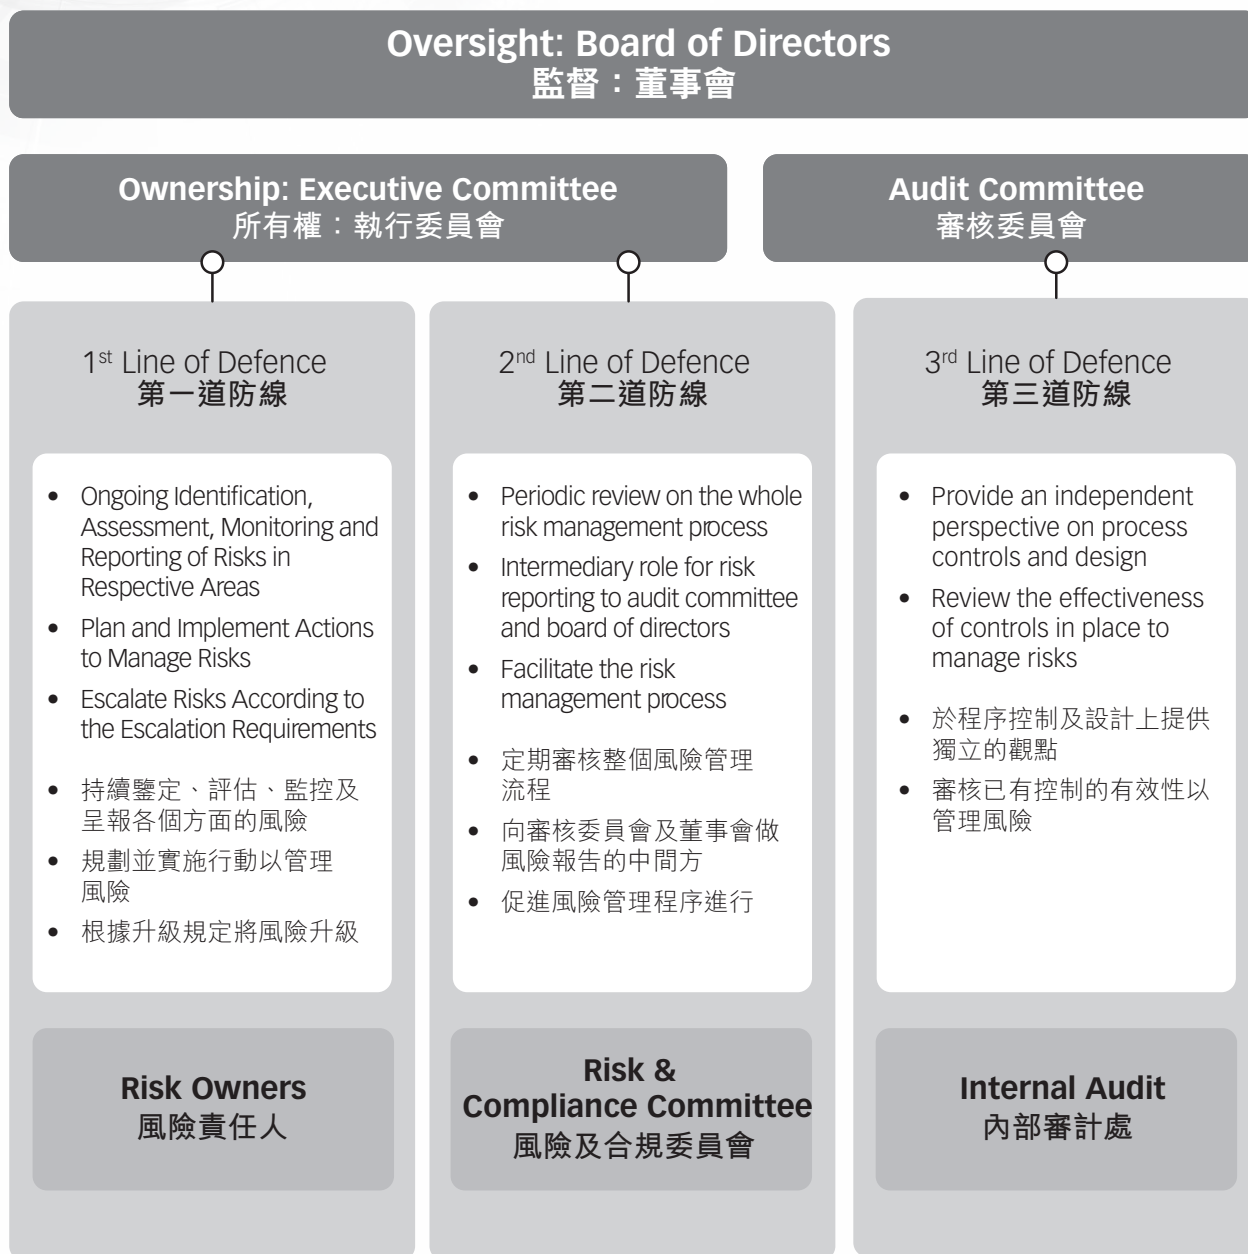 Oversight: Board of Directors
監督：董事會
Ownership: Executive Committee
所有權：執行委員會
Audit Committee
審核委員會
1st Line of Defence
第一道防線
• Ongoing Identification,
Assessment, Monitoring and
Reporting of Risks in
Respective Areas
• Plan and Implement Actions
to Manage Risks
• Escalate Risks According to
the Escalation Requirements
• 持續鑒定、評估、監控及
呈報各個方面的風險
• 規劃並實施行動以管理
風險
• 根據升級規定將風險升級
Risk Owners
風險責任人
2nd Line of Defence
第二道防線
• Periodic review on the whole
risk management process
• Intermediary role for risk
reporting to audit committee
and board of directors
• Facilitate the risk
management process
• 定期審核整個風險管理
流程
• 向審核委員會及董事會做
風險報告的中間方
• 促進風險管理程序進行
Risk &
Compliance Committee
風險及合規委員會
3rd Line of Defence
第三道防線
• Provide an independent
perspective on process
controls and design
• Review the effectiveness
of controls in place to
manage risks
• 於程序控制及設計上提供
獨立的觀點
• 審核已有控制的有效性以
管理風險
Internal Audit
內部審計處